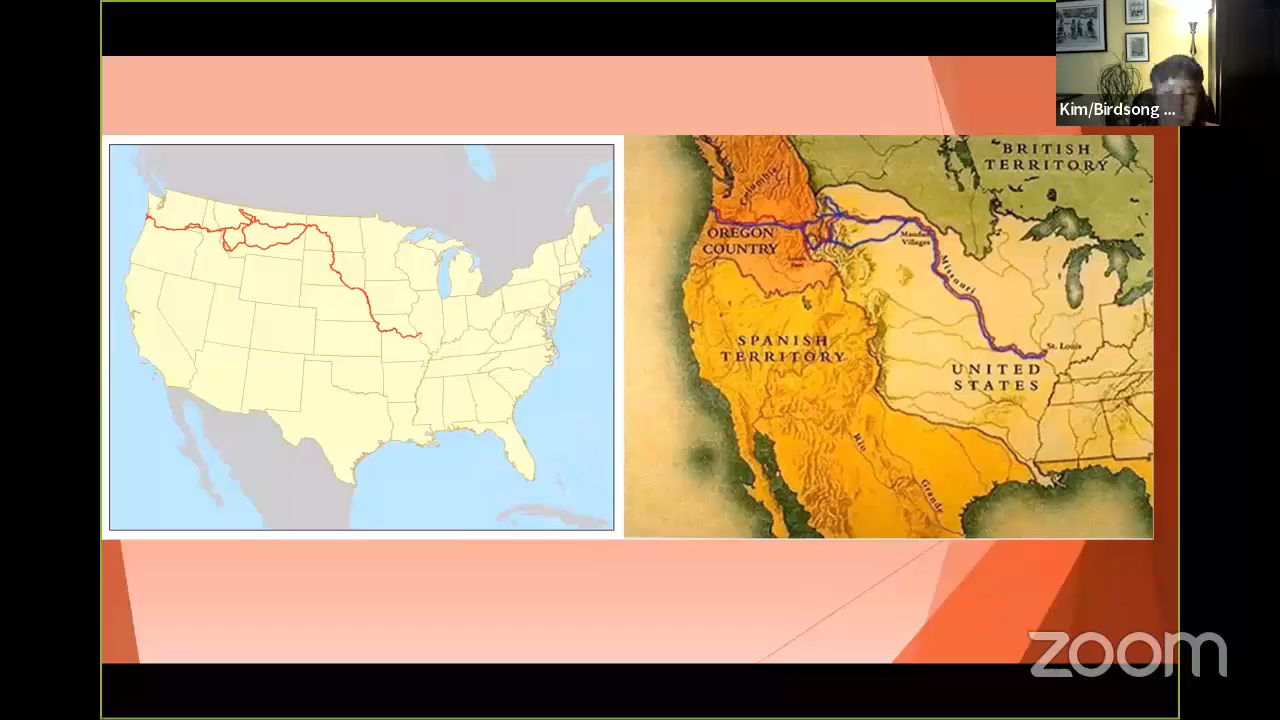 Kim/Birdsong ...
BRITISH
TERRITORY
Columbia
OREGON
COUNTRY
Mandan
Villages
Missouri
SPANISH
TERRITORY
St. Louis
UNITED
STATES
Rio
Grande
zoom